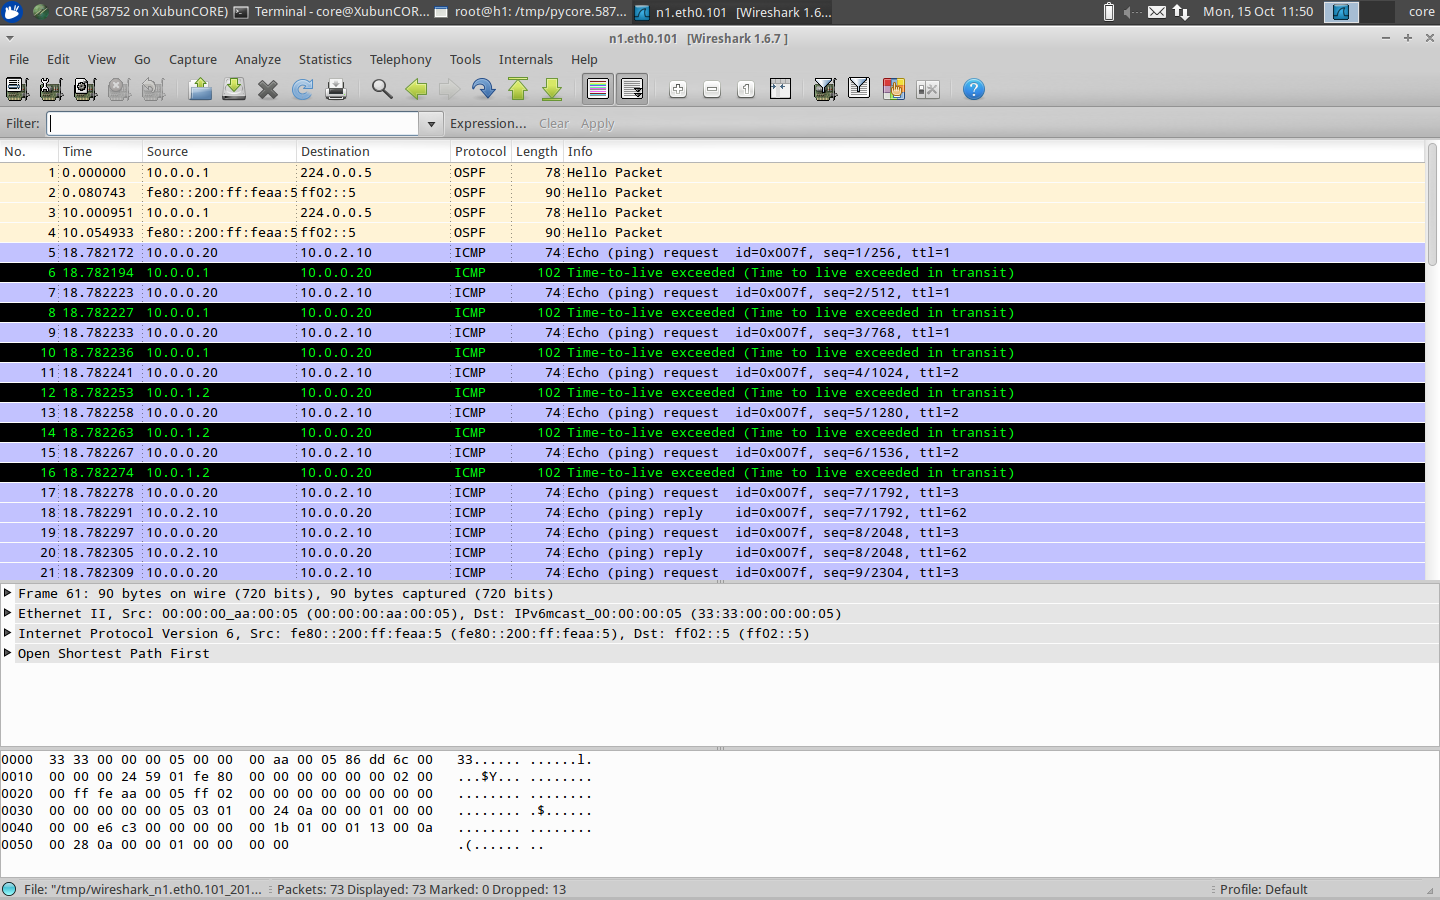 CORE (58752 on XubunCORE) Terminal - core@XubunCOR... root@h1: /tmp/pycore.587... n1.eth0.101 [Wireshark 1.6... Mon, 15 Oct 11:50 core
n1.eth0.101 [Wireshark 1.6.7 ]
File Edit View Go Capture Analyze Statistics Telephony Tools Internals Help
Filter: Expression... Clear Apply
No. Time Source Destination Protocol Length Info
1 0.000000 10.0.0.1 224.0.0.5 OSPF 78 Hello Packet
2 0.080743 fe80::200:ff:feaa:5 ff02::5 OSPF 90 Hello Packet
3 10.000951 10.0.0.1 224.0.0.5 OSPF 78 Hello Packet
4 10.054933 fe80::200:ff:feaa:5 ff02::5 OSPF 90 Hello Packet
5 18.782172 10.0.0.20 10.0.2.10 ICMP 74 Echo (ping) request id=0x007f, seq=1/256, ttl=1
6 18.782194 10.0.0.1 10.0.0.20 ICMP 102 Time-to-live exceeded (Time to live exceeded in transit)
7 18.782223 10.0.0.20 10.0.2.10 ICMP 74 Echo (ping) request id=0x007f, seq=2/512, ttl=1
8 18.782227 10.0.0.1 10.0.0.20 ICMP 102 Time-to-live exceeded (Time to live exceeded in transit)
9 18.782233 10.0.0.20 10.0.2.10 ICMP 74 Echo (ping) request id=0x007f, seq=3/768, ttl=1
10 18.782236 10.0.0.1 10.0.0.20 ICMP 102 Time-to-live exceeded (Time to live exceeded in transit)
11 18.782241 10.0.0.20 10.0.2.10 ICMP 74 Echo (ping) request id=0x007f, seq=4/1024, ttl=2
12 18.782253 10.0.1.2 10.0.0.20 ICMP 102 Time-to-live exceeded (Time to live exceeded in transit)
13 18.782258 10.0.0.20 10.0.2.10 ICMP 74 Echo (ping) request id=0x007f, seq=5/1280, ttl=2
14 18.782263 10.0.1.2 10.0.0.20 ICMP 102 Time-to-live exceeded (Time to live exceeded in transit)
15 18.782267 10.0.0.20 10.0.2.10 ICMP 74 Echo (ping) request id=0x007f, seq=6/1536, ttl=2
16 18.782274 10.0.1.2 10.0.0.20 ICMP 102 Time-to-live exceeded (Time to live exceeded in transit)
17 18.782278 10.0.0.20 10.0.2.10 ICMP 74 Echo (ping) request id=0x007f, seq=7/1792, ttl=3
18 18.782291 10.0.2.10 10.0.0.20 ICMP 74 Echo (ping) reply id=0x007f, seq=7/1792, ttl=62
19 18.782297 10.0.0.20 10.0.2.10 ICMP 74 Echo (ping) request id=0x007f, seq=8/2048, ttl=3
20 18.782305 10.0.2.10 10.0.0.20 ICMP 74 Echo (ping) reply id=0x007f, seq=8/2048, ttl=62
21 18.782309 10.0.0.20 10.0.2.10 ICMP 74 Echo (ping) request id=0x007f, seq=9/2304, ttl=3
Frame 61: 90 bytes on wire (720 bits), 90 bytes captured (720 bits)
Ethernet II, Src: 00:00:00_aa:00:05 (00:00:00:aa:00:05), Dst: IPv6mcast_00:00:00:05 (33:33:00:00:00:05)
Internet Protocol Version 6, Src: fe80::200:ff:feaa:5 (fe80::200:ff:feaa:5), Dst: ff02::5 (ff02::5)
Open Shortest Path First
0000 33 33 00 00 00 05 00 00 00 aa 00 05 86 dd 6c 00 33...... ......l.
0010 00 00 00 24 59 01 fe 80 00 00 00 00 00 00 02 00 ...$Y... ........
0020 00 ff fe aa 00 05 ff 02 00 00 00 00 00 00 00 00 ........ ........
0030 00 00 00 00 00 05 03 01 00 24 0a 00 00 01 00 00 ........ .$......
0040 00 00 e6 c3 00 00 00 00 00 1b 01 00 01 13 00 0a ........ ........
0050 00 28 0a 00 00 01 00 00 00 00 .(...... ..
File: "/tmp/wireshark_n1.eth0.101_201... Packets: 73 Displayed: 73 Marked: 0 Dropped: 13 Profile: Default